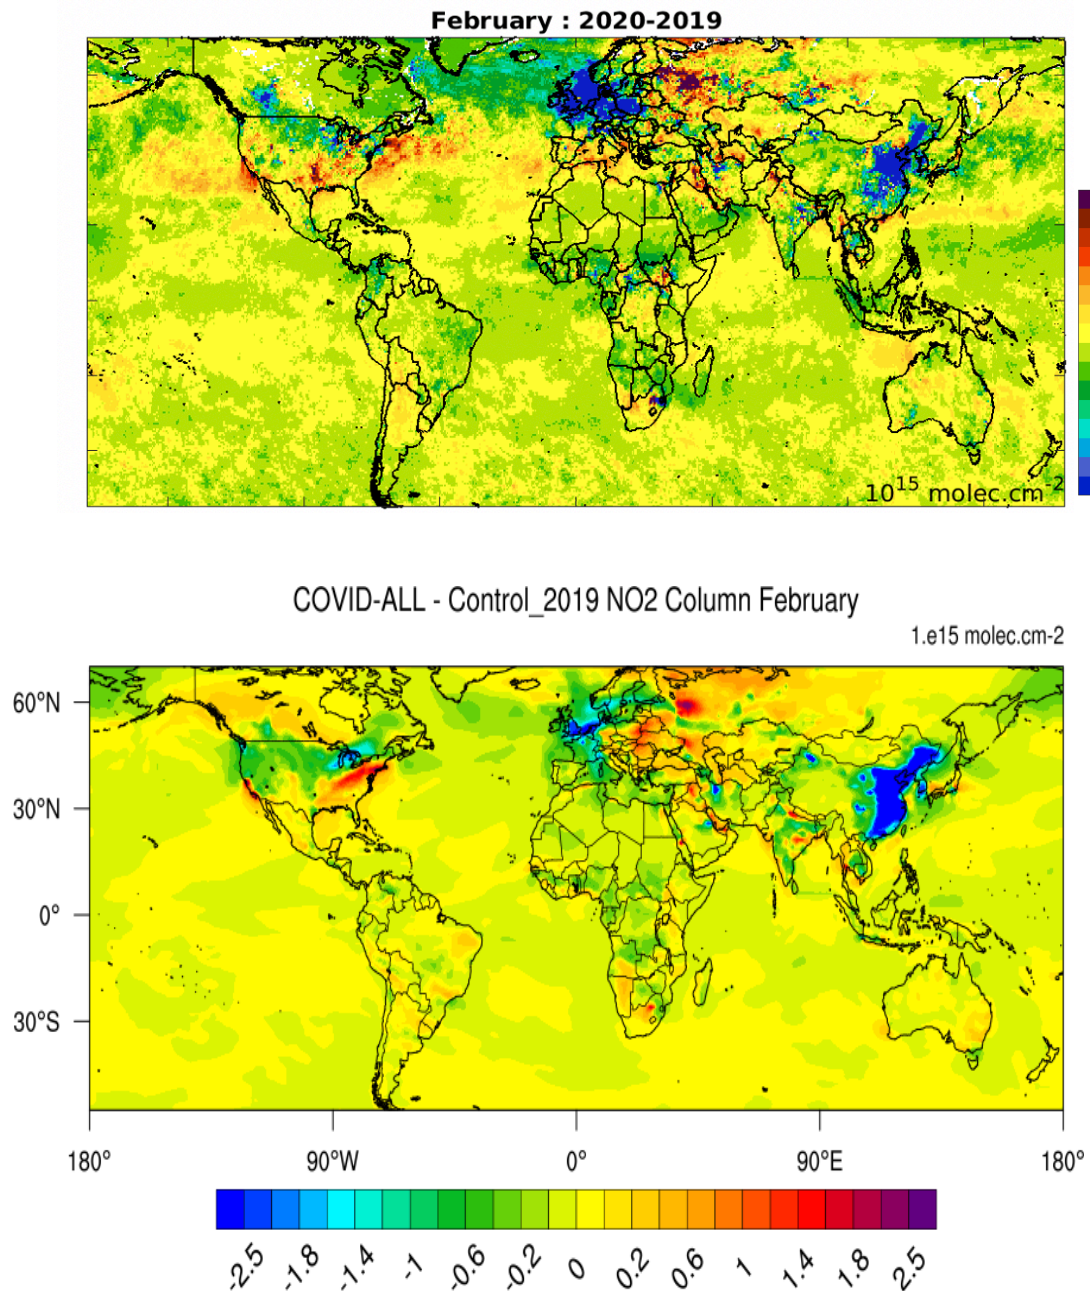 February : 2020-2019
10^15 molec.cm^-2
COVID-ALL - Control_2019 NO2 Column February
1.e15 molec.cm-2
60°N
30°N
0°
30°S
180° 90°W 0° 90°E 180°
-2.5 -1.8 -1.4 -1 -0.6 -0.2 0 0.2 0.6 1 1.4 1.8 2.5